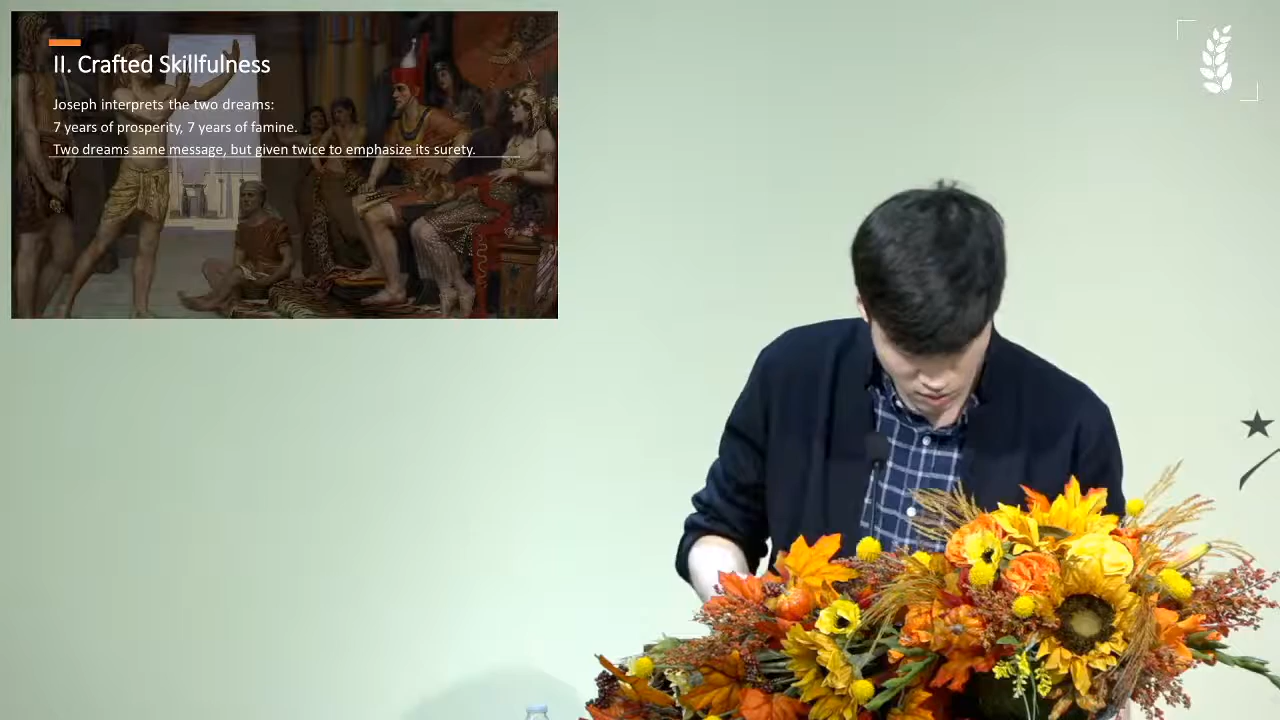 II. Crafted Skillfulness
Joseph interprets the two dreams:
7 years of prosperity, 7 years of famine.
Two dreams same message, but given twice to emphasize its surety.